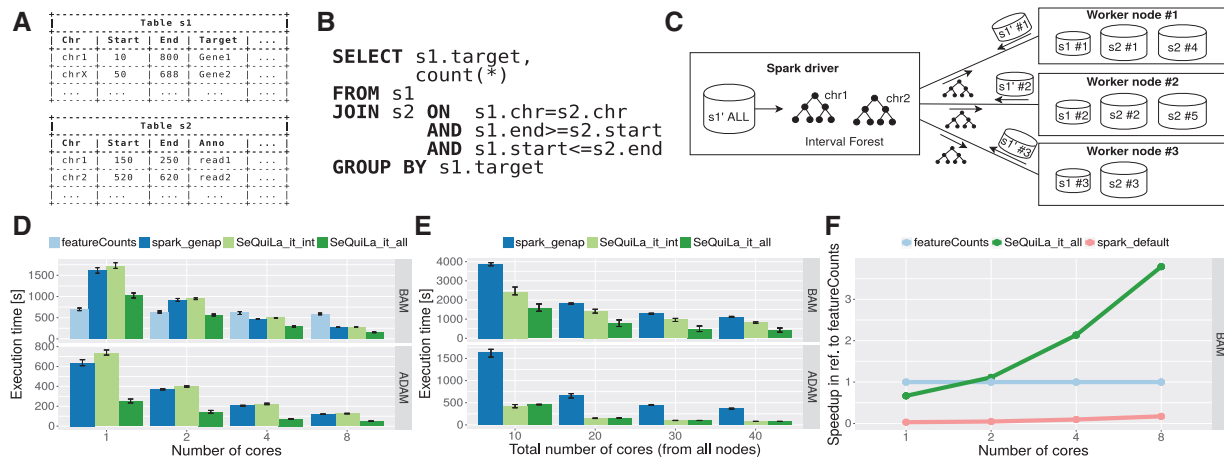 A
Table s1
Chr | Start | End | Target | ...
chr1 | 10 | 800 | Gene1 | ...
chrX | 50 | 688 | Gene2 | ...
... | ... | ... | ... | ...
Table s2
Chr | Start | End | Anno | ...
chr1 | 150 | 250 | read1 | ...
chr2 | 520 | 620 | read2 | ...
... | ... | ... | ... | ...
B
SELECT s1.target,
count(*)
FROM s1
JOIN s2 ON s1.chr=s2.chr
AND s1.end>=s2.start
AND s1.start<=s2.end
GROUP BY s1.target
C
Spark driver
s1' ALL
chr1
chr2
Interval Forest
s1' #1
s1' #2
s1' #3
Worker node #1
s1 #1
s2 #1
s2 #4
Worker node #2
s1 #2
s2 #2
s2 #5
Worker node #3
s1 #3
s2 #3
D
featureCounts spark_genap SeQuiLa_it_int SeQuiLa_it_all
Execution time [s]
1500
1000
500
0
BAM
800
600
400
200
0
ADAM
1 2 4 8
Number of cores
E
spark_genap SeQuiLa_it_int SeQuiLa_it_all
Execution time [s]
4000
3000
2000
1000
0
BAM
1500
1000
500
0
ADAM
10 20 30 40
Total number of cores (from all nodes)
F
featureCounts SeQuiLa_it_all spark_default
Speedup in ref. to featureCounts
3
2
1
0
BAM
1 2 4 8
Number of cores